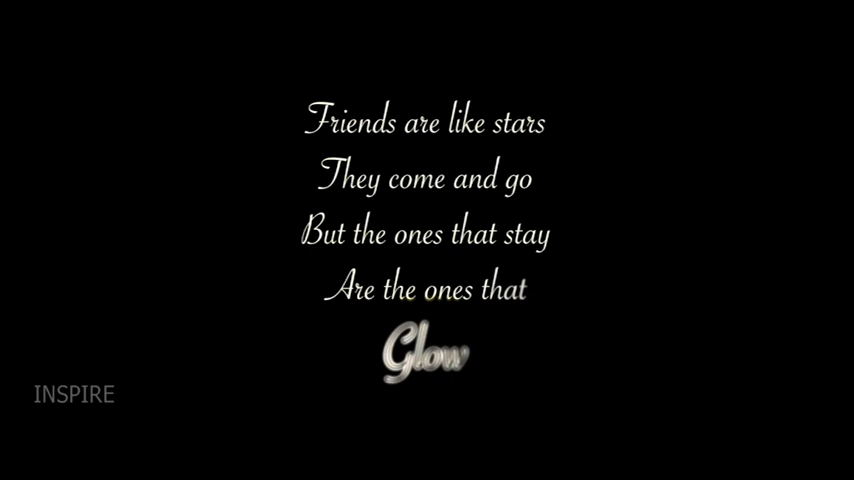 Friends are like stars
They come and go
But the ones that stay
Are the ones that
Glow
INSPIRE